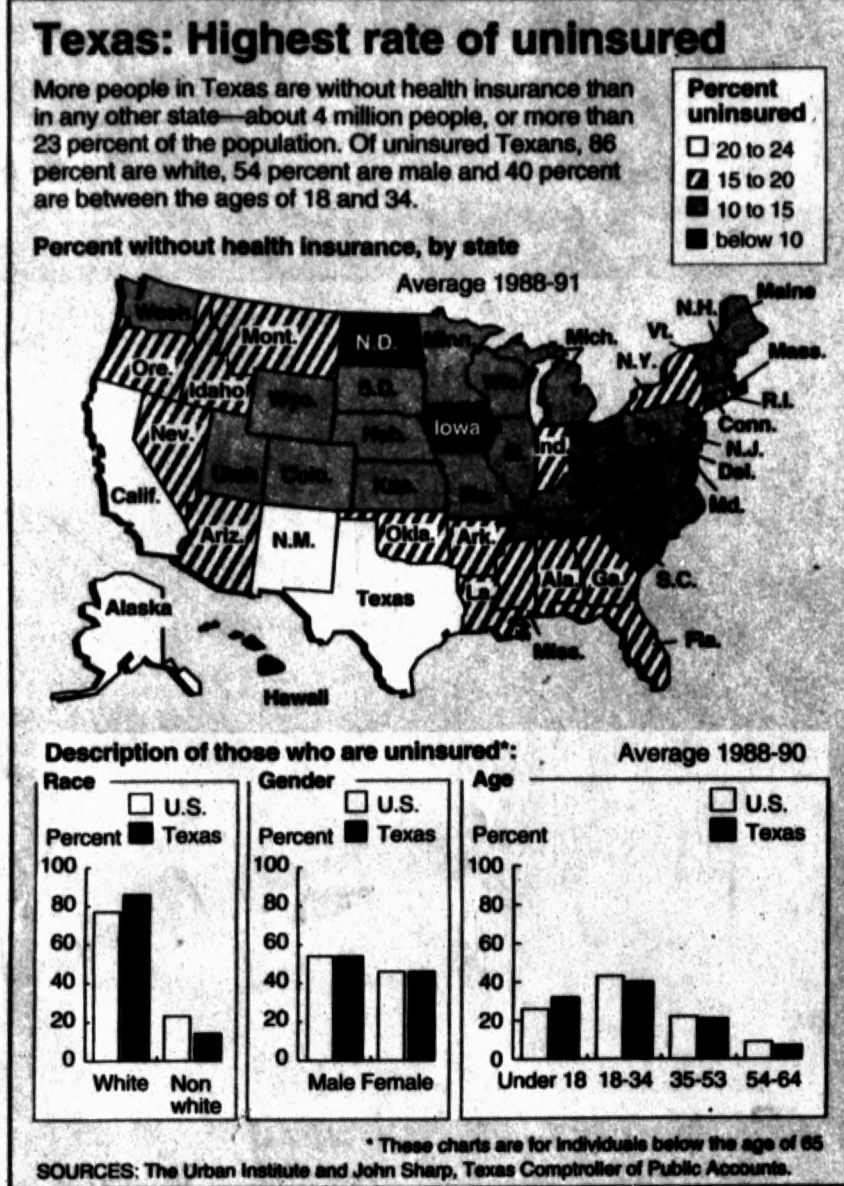 Texas: Highest rate of uninsured
More people in Texas are without health insurance than
in any other state—about 4 million people, or more than
23 percent of the population. Of uninsured Texans, 86
percent are white, 54 percent are male and 40 percent
are between the ages of 18 and 34.
Percent
uninsured
20 to 24
15 to 20
10 to 15
below 10
Percent without health insurance, by state
Average 1988-91
Wash.
Mont.
N.D.
Minn.
Mich.
Vt.
N.H.
Maine
Ore.
Idaho
Wyo.
S.D.
Wis.
N.Y.
Mass.
R.I.
Conn.
Nev.
Neb.
Iowa
Ind.
N.J.
Del.
Calif.
Utah
Colo.
Kan.
Mo.
Md.
Ariz.
N.M.
Okla.
Ark.
S.C.
Alaska
Texas
La.
Ala.
Ga.
Hawaii
Miss.
Fla.
Description of those who are uninsured*:
Average 1988-90
Race
U.S.
Percent
Texas
100
80
60
40
20
0
White
Non
white
Gender
U.S.
Percent
Texas
100
80
60
40
20
0
Male Female
Age
U.S.
Percent
Texas
100
80
60
40
20
0
Under 18 18-34 35-53 54-64
* These charts are for individuals below the age of 65
SOURCES: The Urban Institute and John Sharp, Texas Comptroller of Public Accounts.